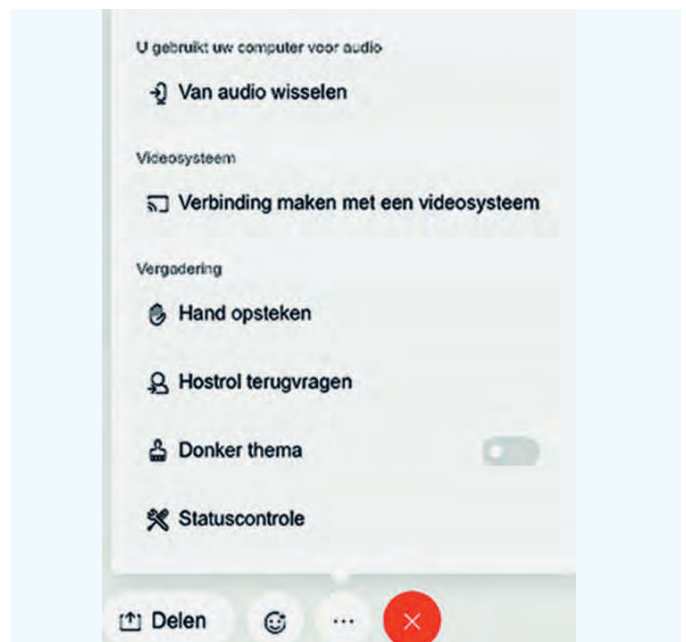 U gebruikt uw computer voor audio
Van audio wisselen
Videosysteem
Verbinding maken met een videosysteem
Vergadering
Hand opsteken
Hostrol terugvragen
Donker thema
Statuscontrole
Delen